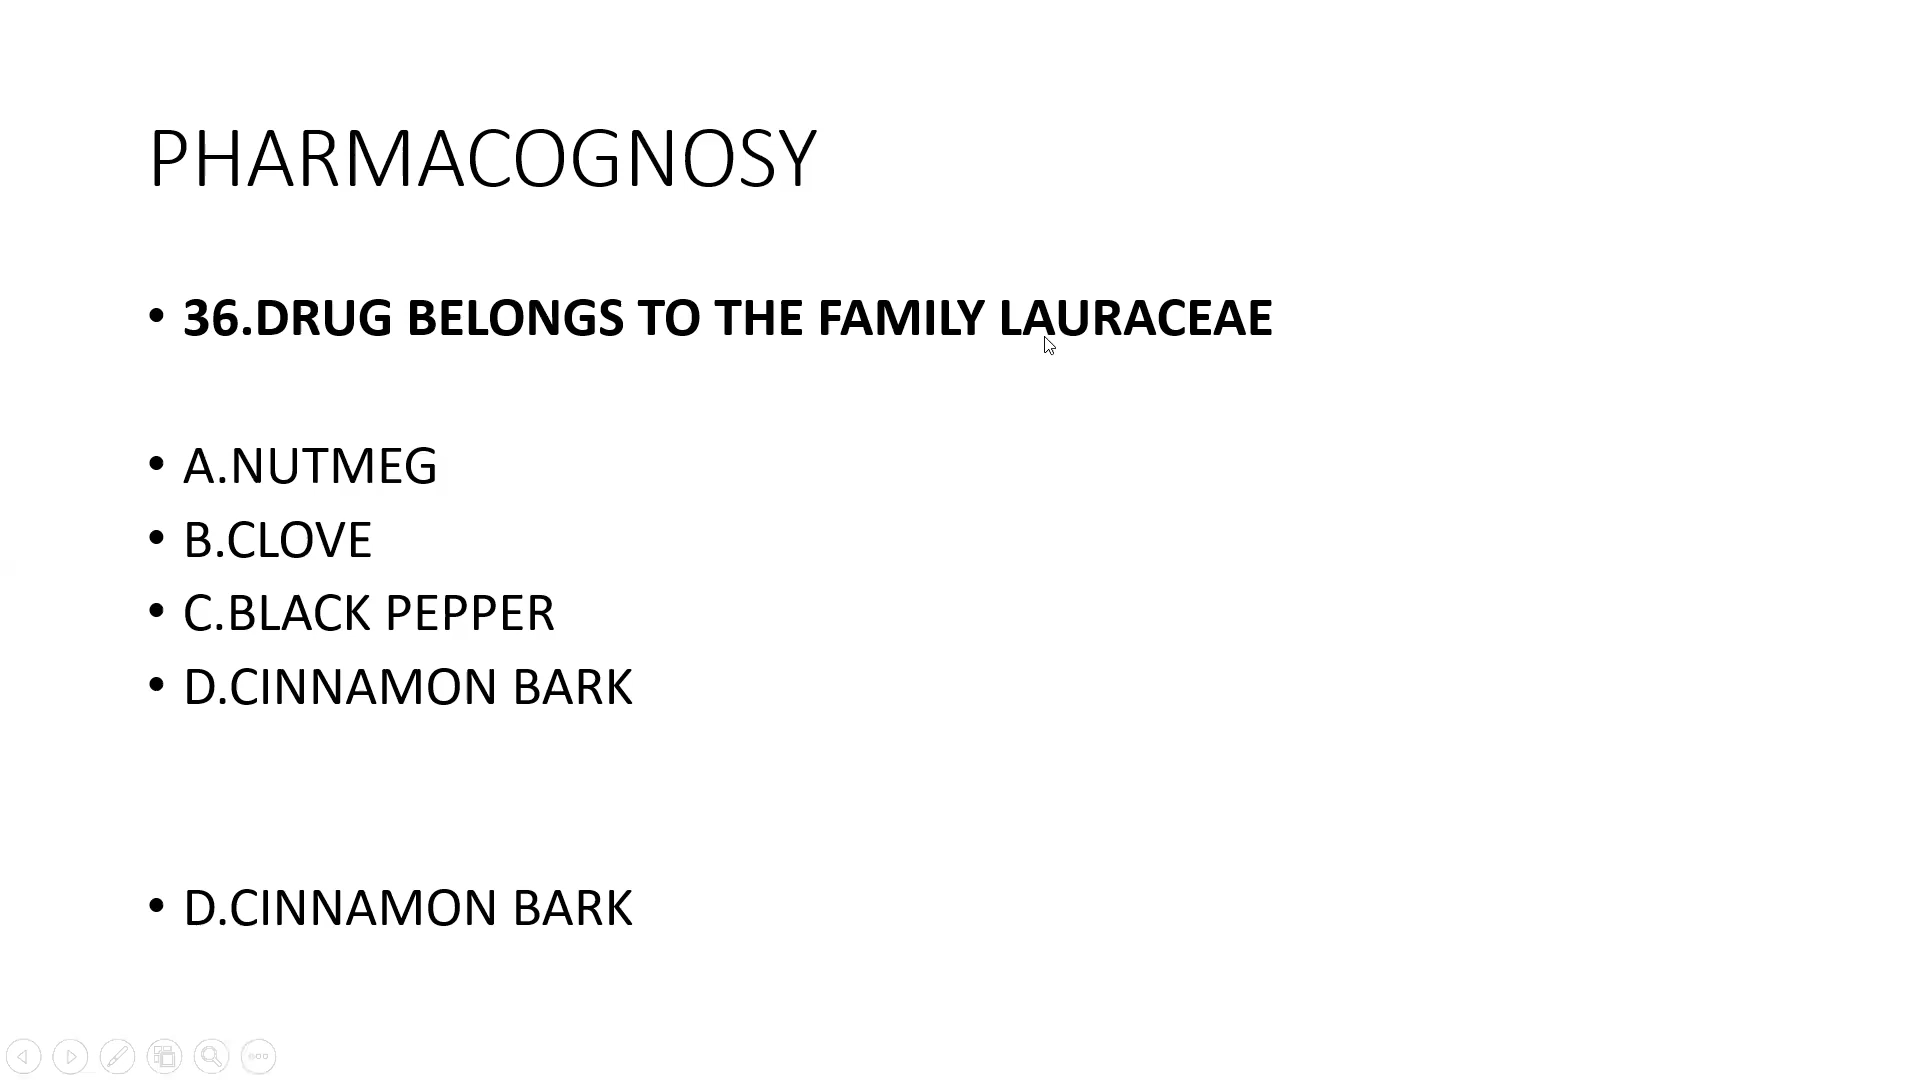 PHARMACOGNOSY
• 36.DRUG BELONGS TO THE FAMILY LAURACEAE
• A.NUTMEG
• B.CLOVE
• C.BLACK PEPPER
• D.CINNAMON BARK
• D.CINNAMON BARK